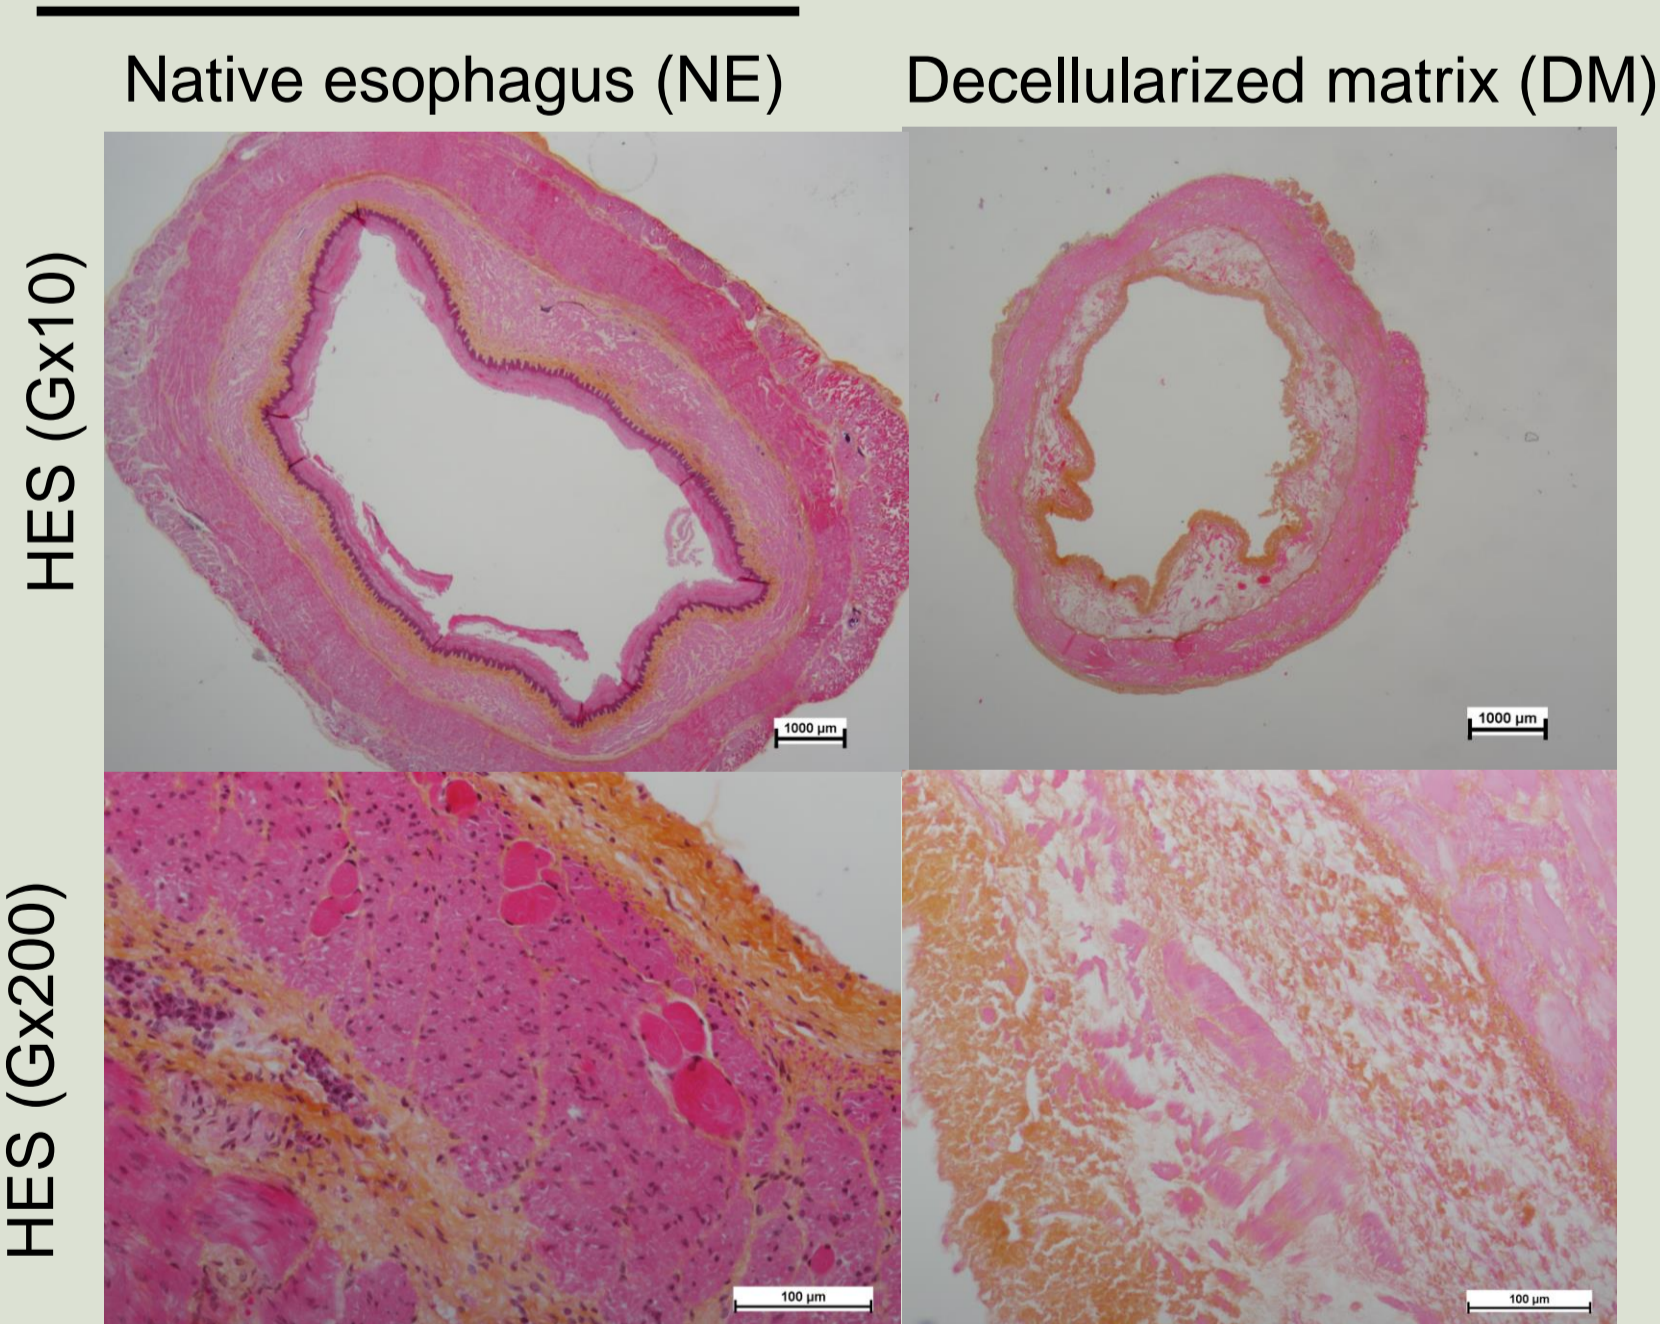 Native esophagus (NE)
Decellularized matrix (DM)
HES (Gx10)
1000 µm
1000 µm
HES (Gx200)
100 µm
100 µm